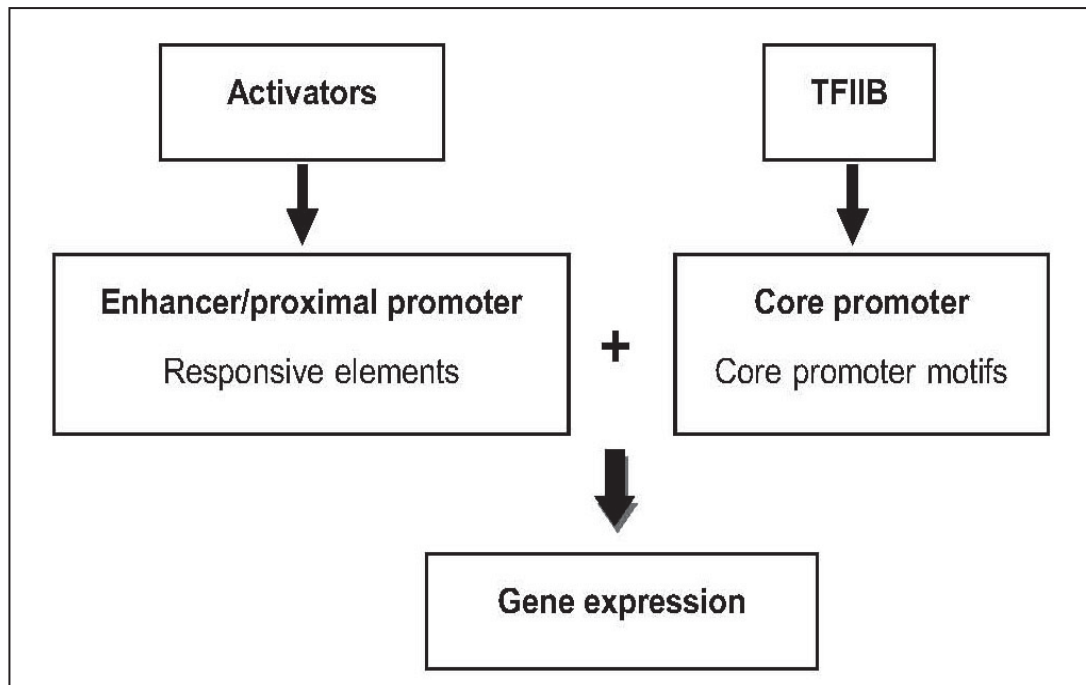 Activators
TFIIB
Enhancer/proximal promoter
Responsive elements
+
Core promoter
Core promoter motifs
Gene expression